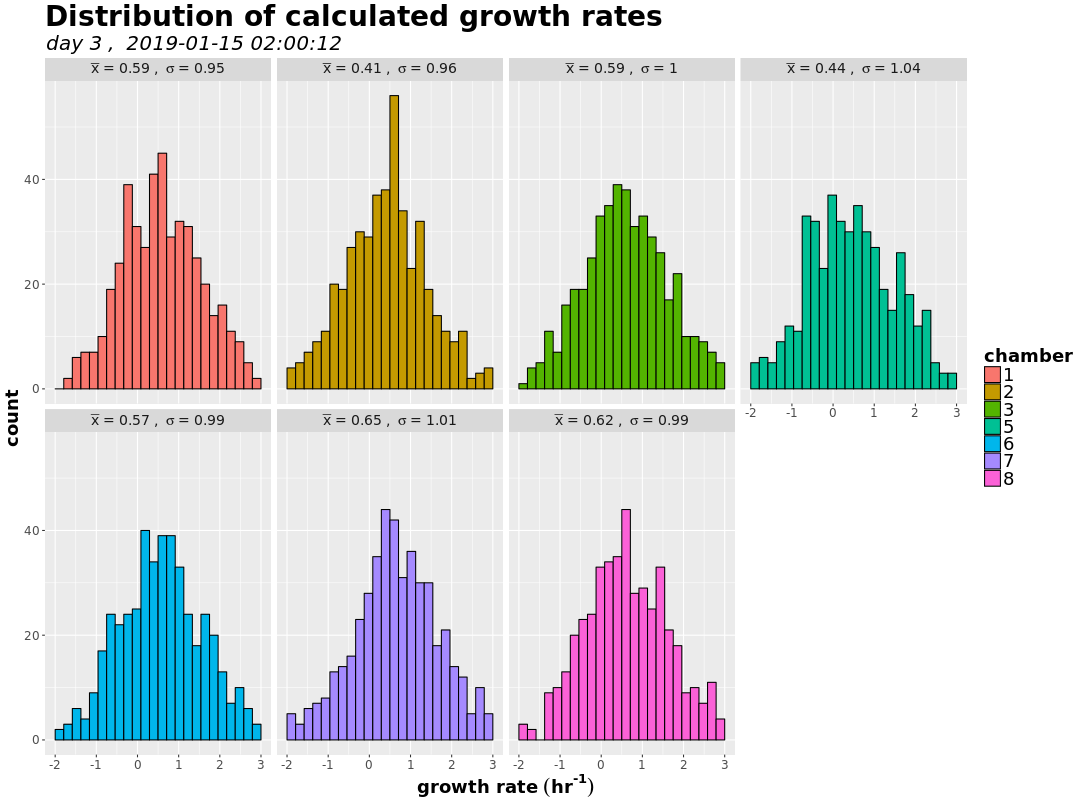 Distribution of calculated growth rates
day 3 ,  2019-01-15 02:00:12
x̅ = 0.59 ,  σ = 0.95
x̅ = 0.41 ,  σ = 0.96
x̅ = 0.59 ,  σ = 1
x̅ = 0.44 ,  σ = 1.04
40
20
0
-2 -1 0 1 2 3
x̅ = 0.57 ,  σ = 0.99
x̅ = 0.65 ,  σ = 1.01
x̅ = 0.62 ,  σ = 0.99
40
20
0
-2 -1 0 1 2 3
-2 -1 0 1 2 3
-2 -1 0 1 2 3
count
growth rate (hr⁻¹)
chamber
1
2
3
5
6
7
8